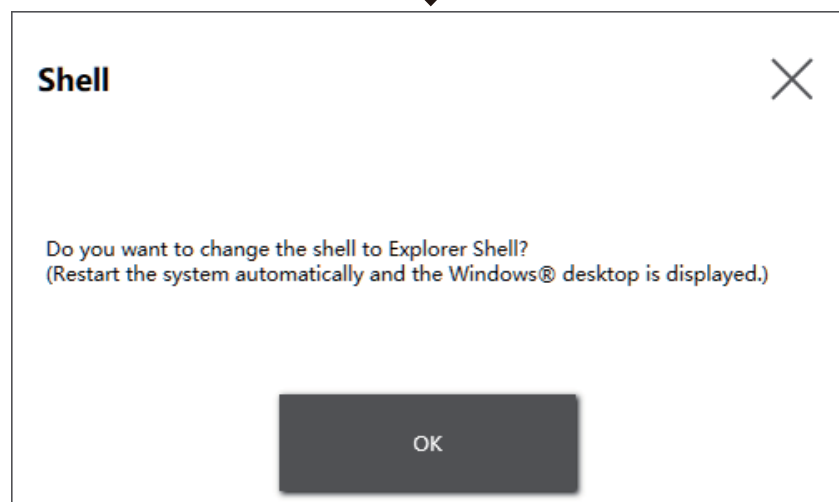 Shell
Do you want to change the shell to Explorer Shell?
(Restart the system automatically and the Windows® desktop is displayed.)
OK